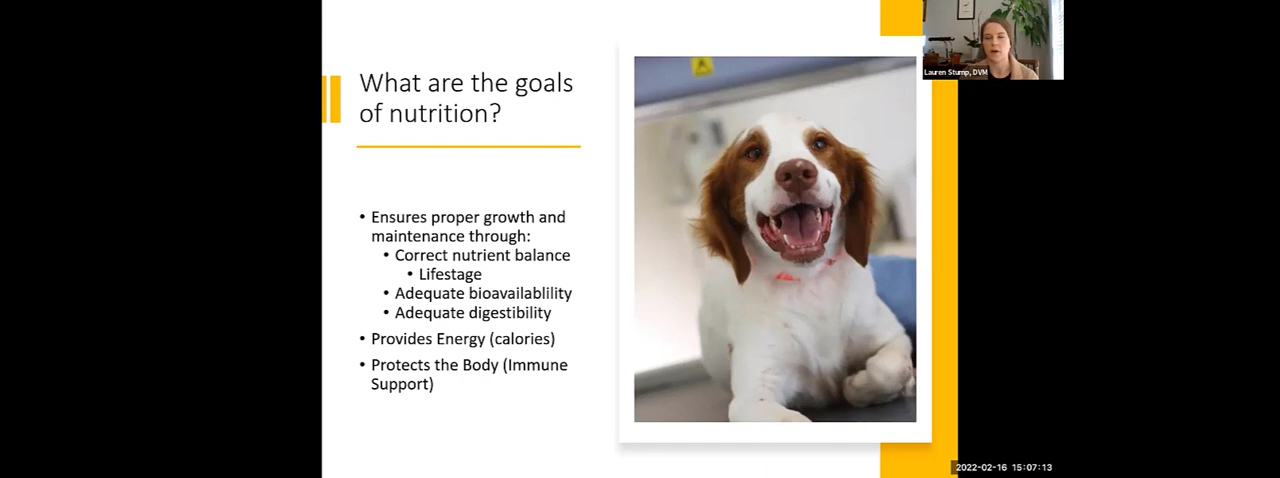 What are the goals
of nutrition?
• Ensures proper growth and
maintenance through:
• Correct nutrient balance
• Lifestage
• Adequate bioavailablility
• Adequate digestibility
• Provides Energy (calories)
• Protects the Body (Immune
Support)
Lauren Stump, DVM
2022-02-16 15:07:13